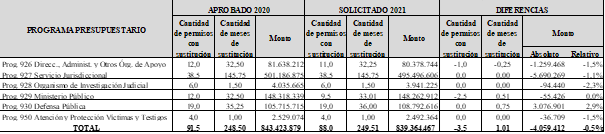 APROBADO 2020 SOLICITADO 2021 DIFERENCIAS
PROGRAMA PRESUPUESTARIO Cantidad de permisos con sustitución Cantidad de meses de sustitución Monto Cantidad de permisos con sustitución Cantidad de meses de sustitución Monto Cantidad de permisos con sustitución Cantidad de meses de sustitución Monto
Absoluto Relativo
Prog. 926 Direcc., Administ. y Otros Órg. de Apoyo 12,0 32,50 81.638.212 11,0 32,25 80.378.744 -1,0 -0,25 -1.259.468 -1,5%
Prog. 927 Servicio Jurisdiccional 38,5 145,75 501.186.875 38,5 145,75 495.496.606 0,0 0,00 -5.690.269 -1,1%
Prog. 928 Organismo de Investigación Judicial 6,0 1,50 4.035.665 6,0 1,50 3.941.225 0,0 0,00 -94.440 -2,3%
Prog. 929 Ministerio Público 12,0 32,50 148.318.339 9,5 33,01 148.262.912 -2,5 0,51 -55.426 0,0%
Prog. 930 Defensa Pública 19,0 35,25 105.715.715 19,0 36,00 108.792.616 0,0 0,75 3.076.901 2,9%
Prog. 950 Atención y Protección Víctimas y Testigos 4,0 1,00 2.529.074 4,0 1,00 2.492.364 0,0 0,00 -36.709 -1,5%
TOTAL 91,5 248,50 843.423.879 88,0 249,51 839.364.467 -3,5 1,01 -4.059.412 -0,5%